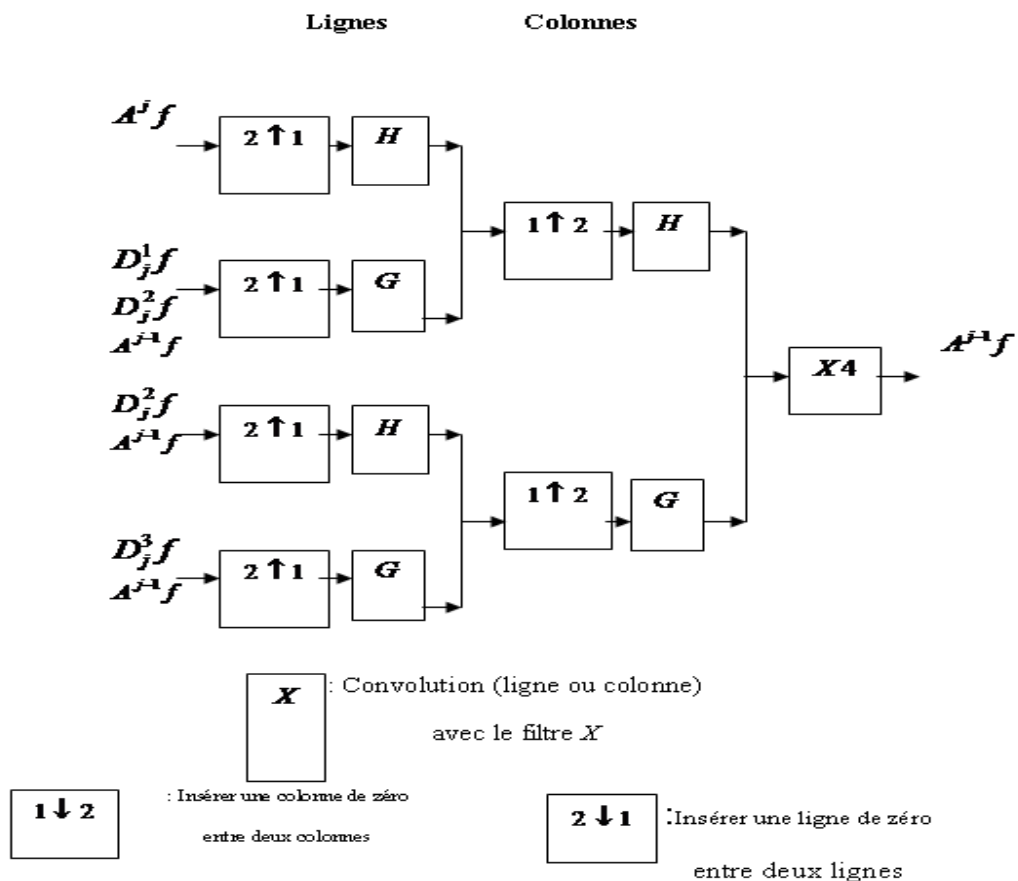 Lignes Colonnes
A^j f
2 ↑ 1 H
1 ↑ 2 H
D_j^1 f
2 ↑ 1 G
D_j^2 f
A^{j-1} f
X4 A^{j-1} f
D_j^2 f
2 ↑ 1 H
A^{j-1} f
1 ↑ 2 G
D_j^3 f
2 ↑ 1 G
A^{j-1} f
X : Convolution (ligne ou colonne)
avec le filtre X
1 ↓ 2 : Insérer une colonne de zéro
entre deux colonnes
2 ↓ 1 :Insérer une ligne de zéro
entre deux lignes